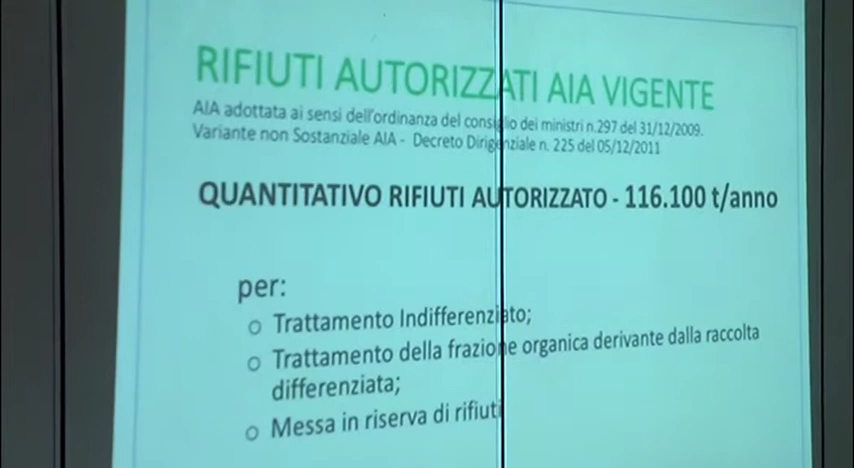 RIFIUTI AUTORIZZATI AIA VIGENTE
AIA adottata ai sensi dell'ordinanza del consiglio dei ministri n.297 del 31/12/2009.
Variante non Sostanziale AIA - Decreto Dirigenziale n. 225 del 05/12/2011
QUANTITATIVO RIFIUTI AUTORIZZATO - 116.100 t/anno
per:
o Trattamento Indifferenziato;
o Trattamento della frazione organica derivante dalla raccolta
differenziata;
o Messa in riserva di rifiuti